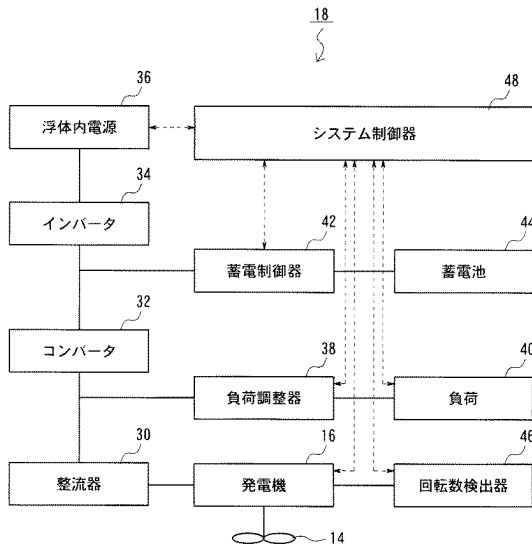 18
36
48
浮体内電源
システム制御器
34
インバータ
42
44
蓄電制御器
蓄電池
32
コンバータ
38
40
負荷調整器
負荷
30
16
46
整流器
発電機
回転数検出器
14